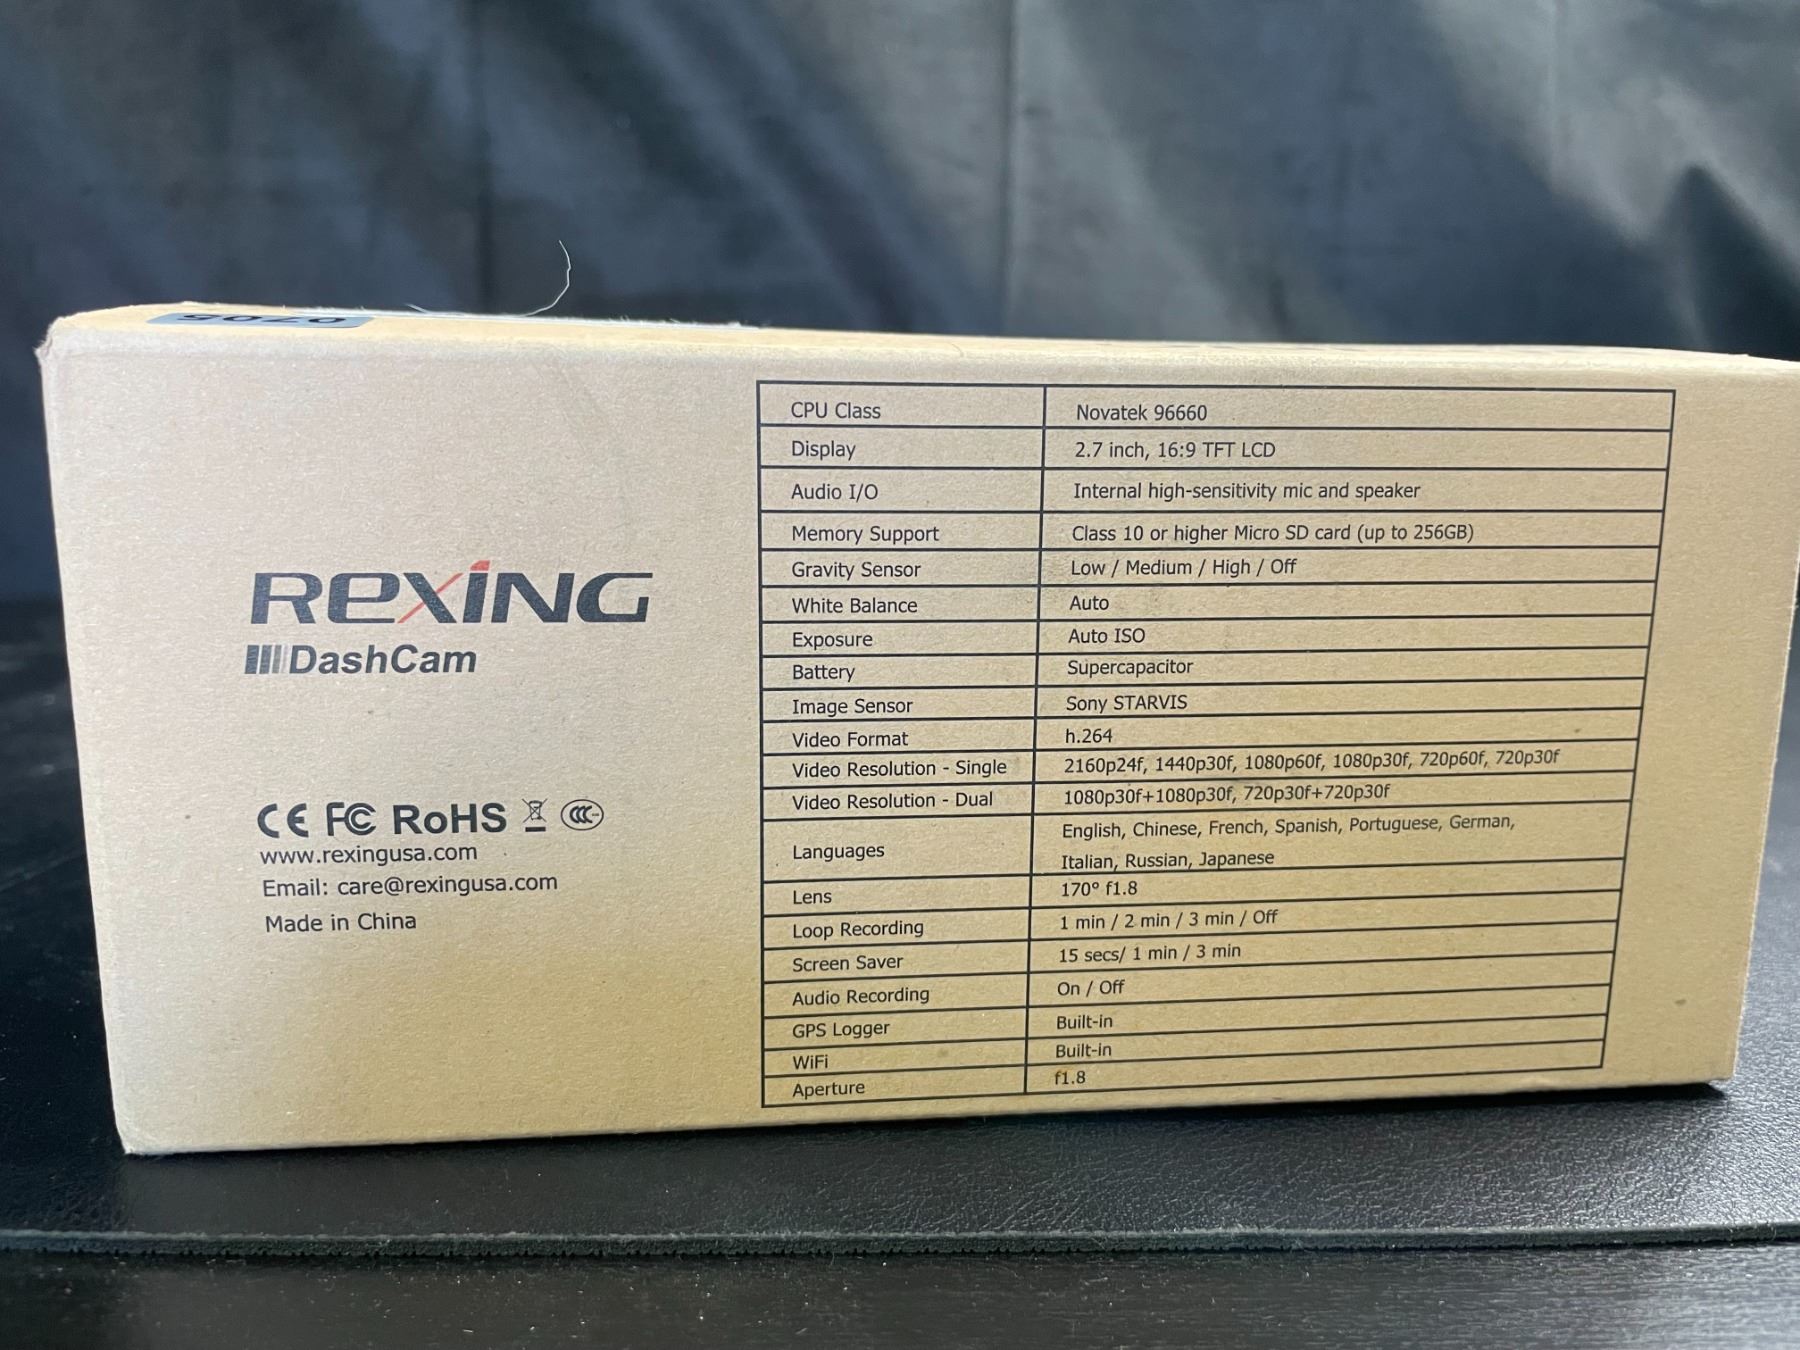 REXING
DashCam
CE FC RoHS CCC
www.rexingusa.com
Email: care@rexingusa.com
Made in China
CPU Class Novatek 96660
Display 2.7 inch, 16:9 TFT LCD
Audio I/O Internal high-sensitivity mic and speaker
Memory Support Class 10 or higher Micro SD card (up to 256GB)
Gravity Sensor Low / Medium / High / Off
White Balance Auto
Exposure Auto ISO
Battery Supercapacitor
Image Sensor Sony STARVIS
Video Format h.264
Video Resolution - Single 2160p24f, 1440p30f, 1080p60f, 1080p30f, 720p60f, 720p30f
Video Resolution - Dual 1080p30f+1080p30f, 720p30f+720p30f
Languages English, Chinese, French, Spanish, Portuguese, German,
Italian, Russian, Japanese
Lens 170° f1.8
Loop Recording 1 min / 2 min / 3 min / Off
Screen Saver 15 secs/ 1 min / 3 min
Audio Recording On / Off
GPS Logger Built-in
WiFi Built-in
Aperture f1.8